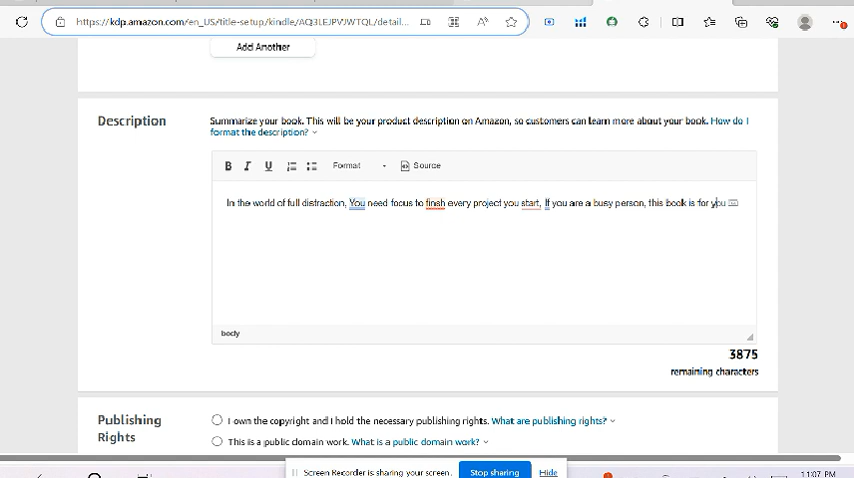 https://kdp.amazon.com/en_US/title-setup/kindle/AQ3LEJPVJWTQL/detail...
Add Another
Description
Summarize your book. This will be your product description on Amazon, so customers can learn more about your book. How do I
format the description?
B I U Format Source
In the world of full distraction, You need focus to finsh every project you start, If you are a busy person, this book is for you
body
3875
remaining characters
Publishing
Rights
I own the copyright and I hold the necessary publishing rights. What are publishing rights?
This is a public domain work. What is a public domain work?
Screen Recorder is sharing your screen.
Stop sharing
Hide
11:07 PM